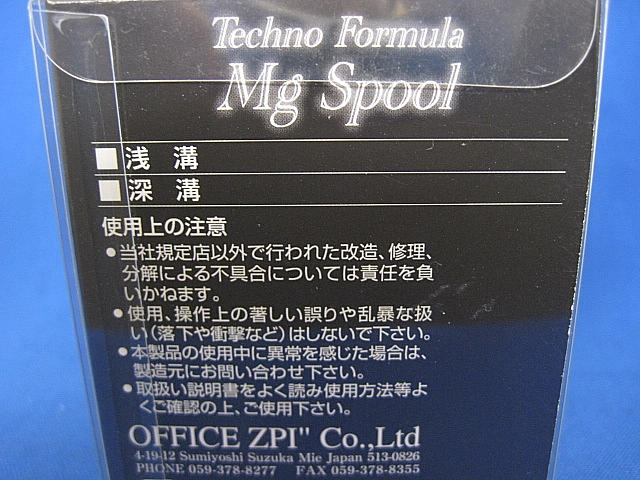 Techno Formula
Mg Spool
■浅 溝
■深 溝
使用上の注意
●当社規定店以外で行われた改造、修理、
分解による不具合については責任を負
いかねます。
●使用、操作上の著しい誤りや乱暴な扱
い（落下や衝撃など）はしないで下さい。
●本製品の使用中に異常を感じた場合は、
製造元にお問い合わせ下さい。
●取扱い説明書をよく読み使用方法等よ
くご確認の上、ご使用下さい。
OFFICE ZPI" Co.,Ltd
4-19-12 Sumiyoshi Suzuka Mie Japan 513-0826
PHONE 059-378-8277 FAX 059-378-8355